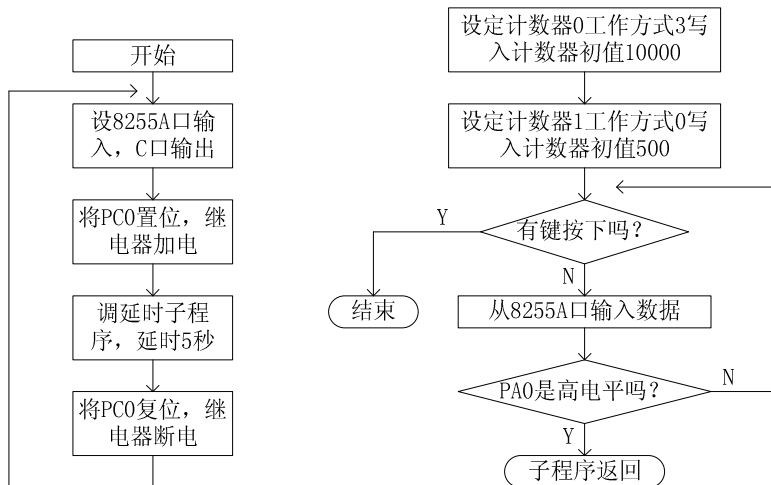 开始
设8255A口输
入，C口输出
将PC0置位，继
电器加电
调延时子程
序，延时5秒
将PC0复位，继
电器断电
设定计数器0工作方式3写
入计数器初值10000
设定计数器1工作方式0写
入计数器初值500
有键按下吗？
Y
N
结束
从8255A口输入数据
PA0是高电平吗？
N
Y
子程序返回